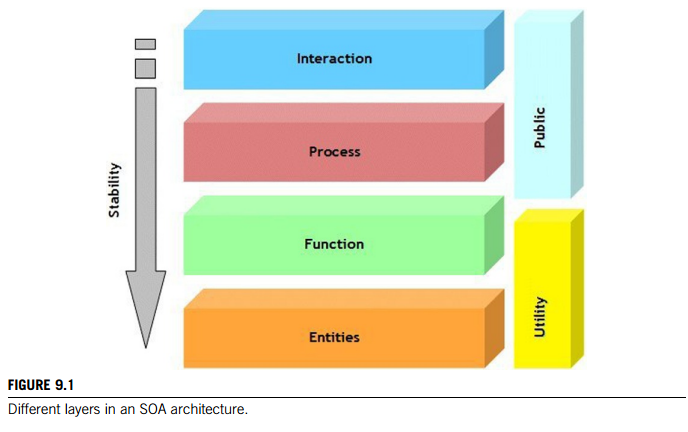 Interaction
Process
Function
Entities
Public
Utility
Stability
FIGURE 9.1
Different layers in an SOA architecture.